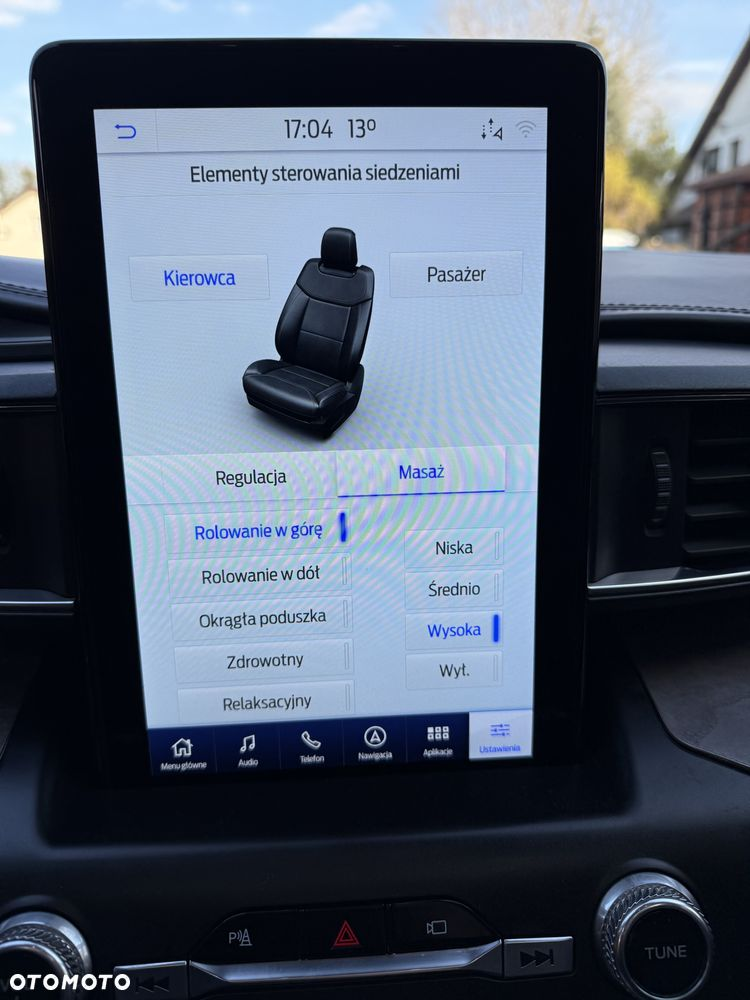 17:04 13º
Elementy sterowania siedzeniami
Kierowca
Pasażer
Regulacja
Masaż
Rolowanie w górę
Rolowanie w dół
Okrągła poduszka
Zdrowotny
Relaksacyjny
Niska
Średnio
Wysoka
Wył.
Menu główne
Audio
Telefon
Nawigacja
Aplikacje
Ustawienia
P
TUNE
OTOMOTO